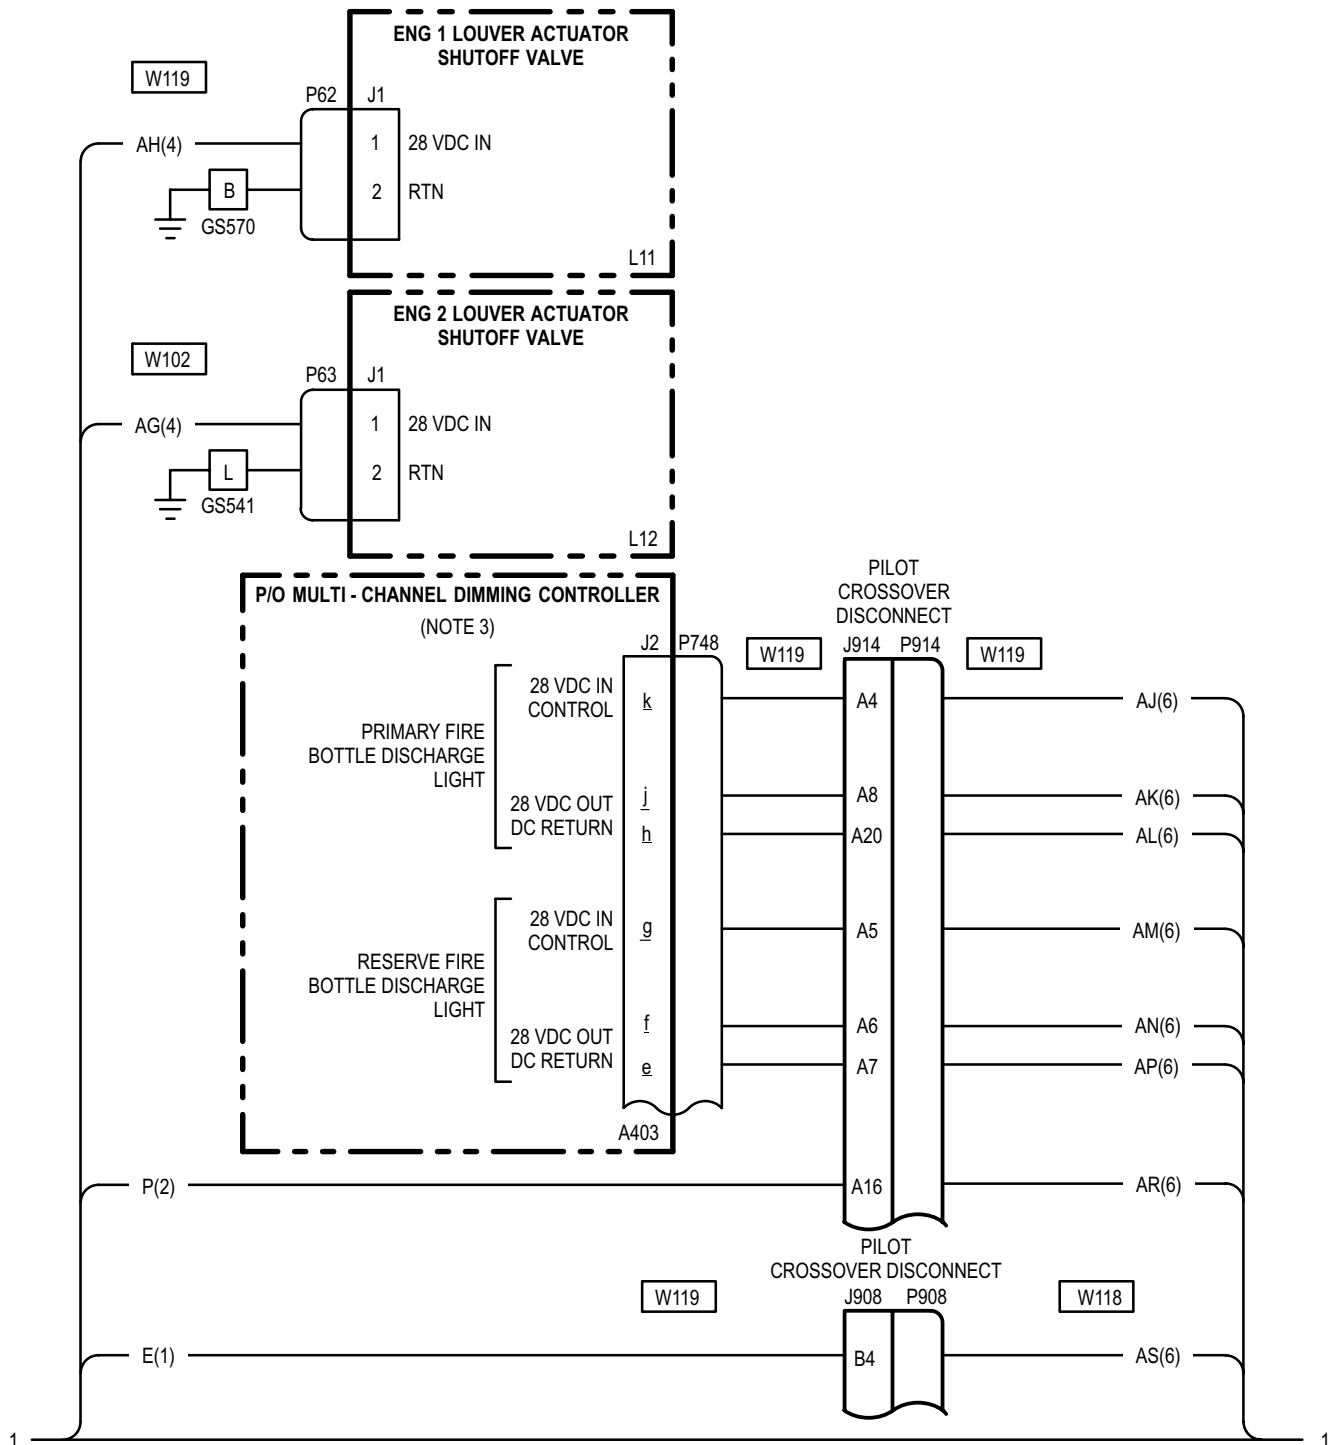 ENG 1 LOUVER ACTUATOR
SHUTOFF VALVE
W119
P62 J1
AH(4) 1 28 VDC IN
B 2 RTN
GS570
L11
ENG 2 LOUVER ACTUATOR
SHUTOFF VALVE
W102
P63 J1
AG(4) 1 28 VDC IN
L 2 RTN
GS541
L12
PILOT
CROSSOVER
DISCONNECT
P/O MULTI - CHANNEL DIMMING CONTROLLER
(NOTE 3)
J2 P748 W119 J914 P914 W119
28 VDC IN
CONTROL
k A4 AJ(6)
PRIMARY FIRE
BOTTLE DISCHARGE
LIGHT
28 VDC OUT
DC RETURN
j A8 AK(6)
h A20 AL(6)
28 VDC IN
CONTROL
g A5 AM(6)
RESERVE FIRE
BOTTLE DISCHARGE
LIGHT
28 VDC OUT
DC RETURN
f A6 AN(6)
e A7 AP(6)
A403
P(2) A16 AR(6)
PILOT
CROSSOVER DISCONNECT
W119 J908 P908 W118
E(1) B4 AS(6)
1 1